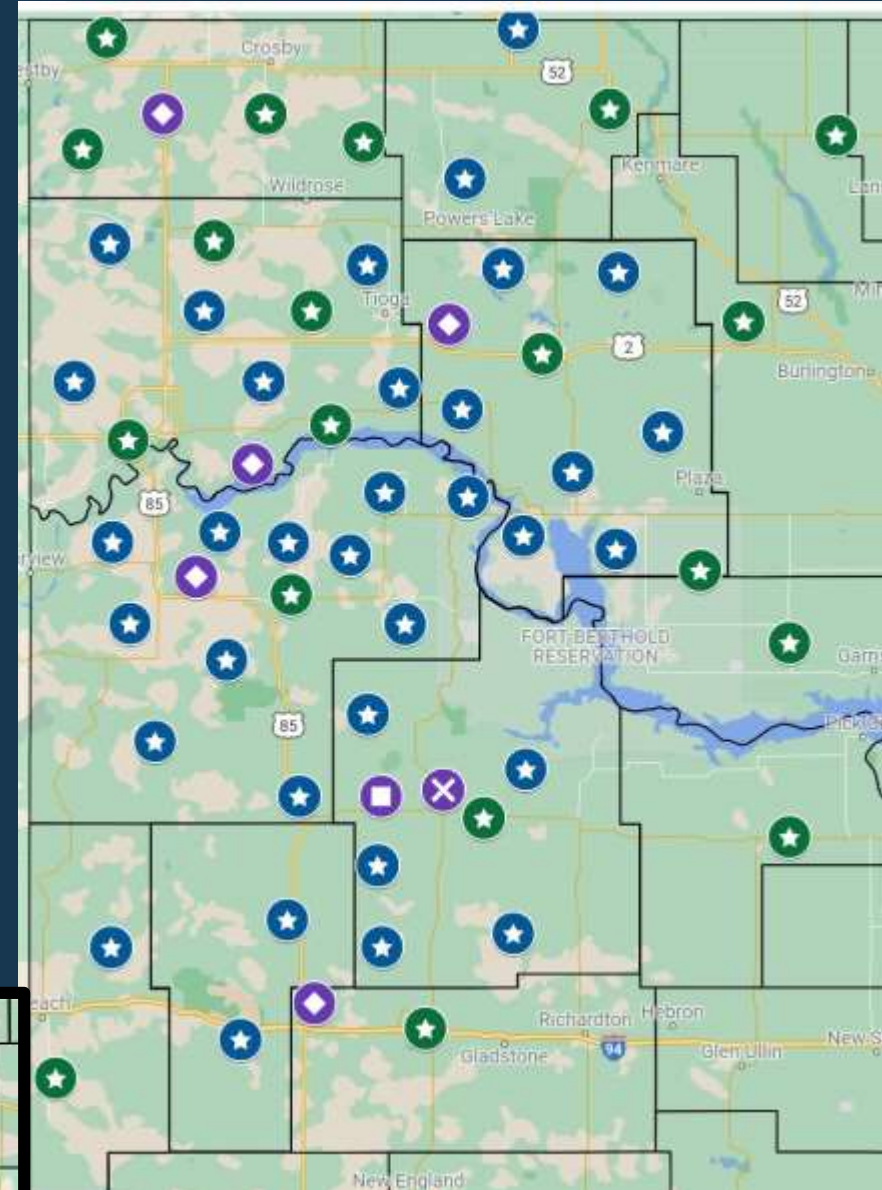 Crosby
52
Kenmare
Wildrose
Powers Lake
Tioga
52
2
Burlington
Plaza
85
FORT BERTHOLD
RESERVATION
85
Richardton
Hebron
Gladstone
94
Glen Ullin
New England